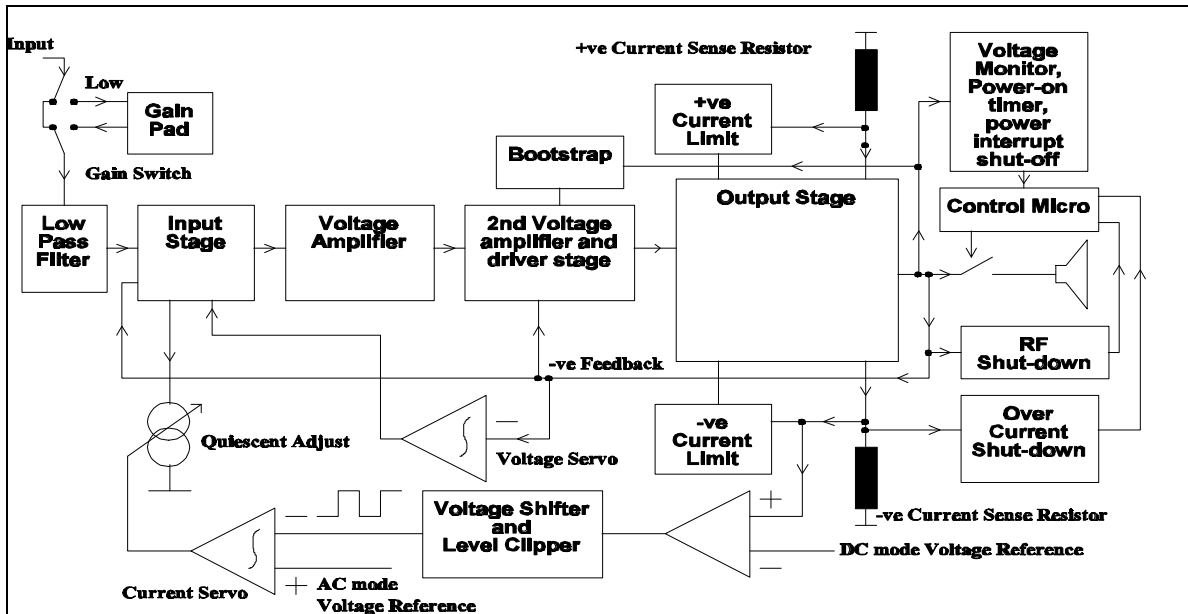 Input
Low
Gain
Pad
Gain Switch
Low
Pass
Filter
Input
Stage
Voltage
Amplifier
Bootstrap
2nd Voltage
amplifier and
driver stage
+ve Current Sense Resistor
+ve
Current
Limit
Output Stage
Voltage
Monitor,
Power-on
timer,
power
interrupt
shut-off
Control Micro
RF
Shut-down
-ve Feedback
Over
Current
Shut-down
-ve
Current
Limit
Quiescent Adjust
∫
−
Voltage Servo
-ve Current Sense Resistor
Voltage Shifter
and
Level Clipper
+
−
DC mode Voltage Reference
∫
−
+
AC mode
Voltage Reference
Current Servo